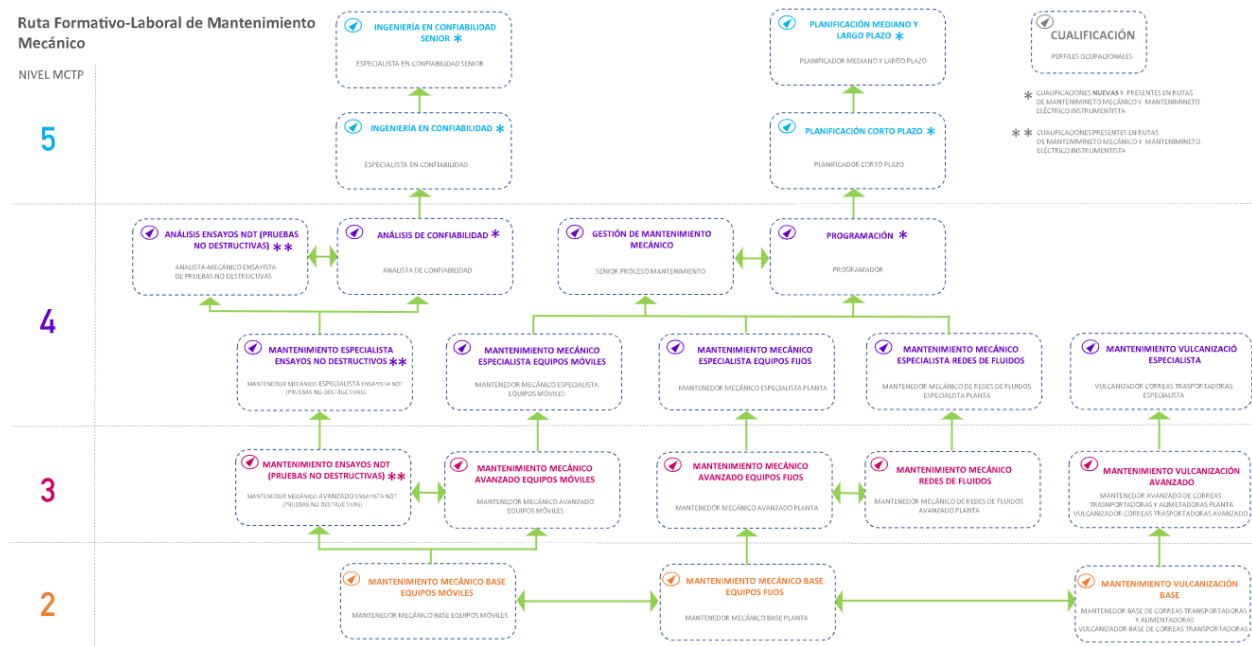 Ruta Formativo-Laboral de Mantenimiento
Mecánico
NIVEL MCTP
INGENIERÍA EN CONFIABILIDAD
SENIOR *
ESPECIALISTA EN CONFIABILIDAD SENIOR
PLANIFICACIÓN MEDIANO Y
LARGO PLAZO *
PLANIFICADOR MEDIANO Y LARGO PLAZO
CUALIFICACIÓN
PERFILES OCUPACIONALES
* CUALIFICACIONES NUEVAS Y PRESENTES EN RUTAS
DE MANTENIMINETO MECÁNICO Y MANTENIMINETO
ELÉCTRICO INSTRUMENTISTA
** CUALIFICACIONES PRESENTES EN RUTAS
DE MANTENIMINETO MECÁNICO Y MANTENIMINETO
ELÉCTRICO INSTRUMENTISTA
5
INGENIERÍA EN CONFIABILIDAD *
ESPECIALISTA EN CONFIABILIDAD
PLANIFICACIÓN CORTO PLAZO *
PLANIFICADOR CORTO PLAZO
4
ANÁLISIS ENSAYOS NDT (PRUEBAS
NO DESTRUCTIVAS) **
ANALISTA-MECÁNICO ENSAYISTA
DE PRUEBAS NO DESTRUCTIVAS
ANÁLISIS DE CONFIABILIDAD *
ANALISTA DE CONFIABILIDAD
GESTIÓN DE MANTENIMIENTO
MECÁNICO
SENIOR PROCESO MANTENIMIENTO
PROGRAMACIÓN *
PROGRAMADOR
MANTENIMIENTO ESPECIALISTA
ENSAYOS NO DESTRUCTIVOS **
MANTENEDOR MECÁNICO ESPECIALISTA ENSAYISTA NDT
(PRUEBAS NO DESTRUCTIVAS)
MANTENIMIENTO MECÁNICO
ESPECIALISTA EQUIPOS MÓVILES
MANTENEDOR MECÁNICO ESPECIALISTA
EQUIPOS MÓVILES
MANTENIMIENTO MECÁNICO
ESPECIALISTA EQUIPOS FIJOS
MANTENEDOR MECÁNICO ESPECIALISTA PLANTA
MANTENIMIENTO MECÁNICO
ESPECIALISTA REDES DE FLUIDOS
MANTENEDOR MECÁNICO DE REDES DE FLUIDOS
ESPECIALISTA PLANTA
MANTENIMIENTO VULCANIZACIÓ
ESPECIALISTA
VULCANIZADOR CORREAS TRASPORTADORAS
ESPECIALISTA
3
MANTENIMIENTO ENSAYOS NDT
(PRUEBAS NO DESTRUCTIVAS) **
MANTENEDOR MECÁNICO AVANZADO ENSAYISTA NDT
(PRUEBAS NO DESTRUCTIVAS)
MANTENIMIENTO MECÁNICO
AVANZADO EQUIPOS MÓVILES
MANTENEDOR MECÁNICO AVANZADO
EQUIPOS MÓVILES
MANTENIMIENTO MECÁNICO
AVANZADO EQUIPOS FIJOS
MANTENEDOR MECÁNICO AVANZADO PLANTA
MANTENIMIENTO MECÁNICO
REDES DE FLUIDOS
MANTENEDOR MECÁNICO DE REDES DE FLUIDOS
AVANZADO PLANTA
MANTENIMIENTO VULCANIZACIÓN
AVANZADO
MANTENEDOR AVANZADO DE CORREAS
TRASNPORTADORAS Y ALIMETADORAS PLANTA
VULCANIZADOR CORREAS TRASPORTADORAS AVANZADO
2
MANTENIMIENTO MECÁNICO BASE
EQUIPOS MÓVILES
MANTENEDOR MECÁNICO BASE EQUIPOS MÓVILES
MANTENIMIENTO MECÁNICO BASE
EQUIPOS FIJOS
MANTENEDOR MECÁNICO BASE PLANTA
MANTENIMIENTO VULCANIZACIÓN
BASE
MANTENEDOR BASE DE CORREAS TRANSPORTADORAS
Y ALIMENTADORAS
VULCANIZADOR BASE DE CORREAS TRANSPORTADORAS